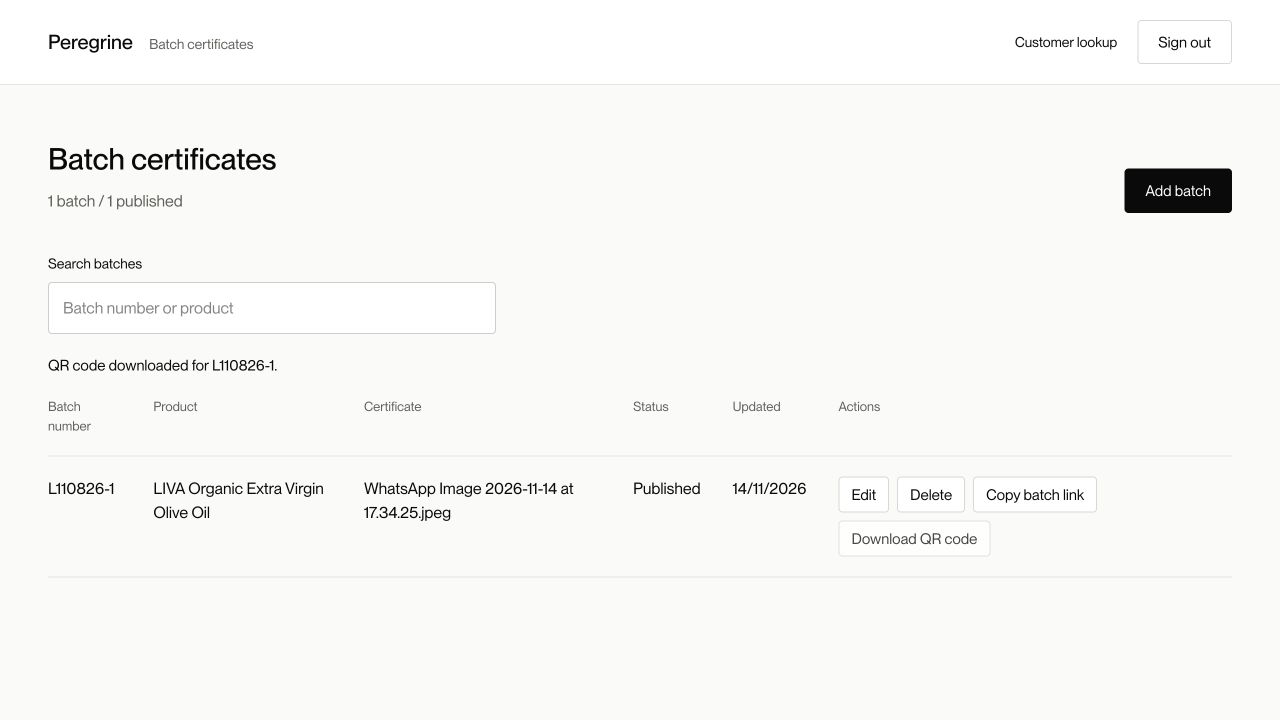 Peregrine Batch certificates Customer lookup Sign out
Batch certificates
1 batch / 1 published
Add batch
Search batches
Batch number or product
QR code downloaded for L110826-1.
Batch number Product Certificate Status Updated Actions
L110826-1 LIVA Organic Extra Virgin Olive Oil WhatsApp Image 2026-11-14 at 17.34.25.jpeg Published 14/11/2026 Edit Delete Copy batch link
Download QR code